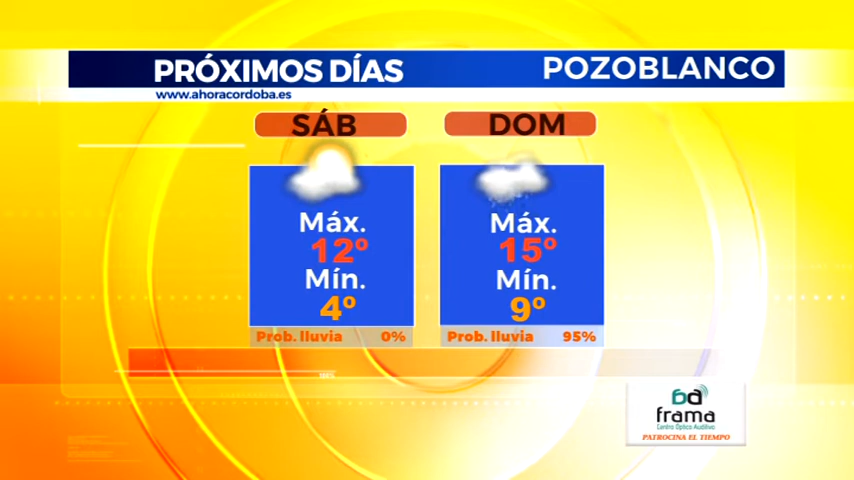 PRÓXIMOS DÍAS
POZOBLANCO
www.ahoracordoba.es
SÁB
DOM
Máx.
12º
Mín.
4º
Prob. lluvia 0%
Máx.
15º
Mín.
9º
Prob. lluvia 95%
frama
Centro Óptico Auditivo
PATROCINA EL TIEMPO